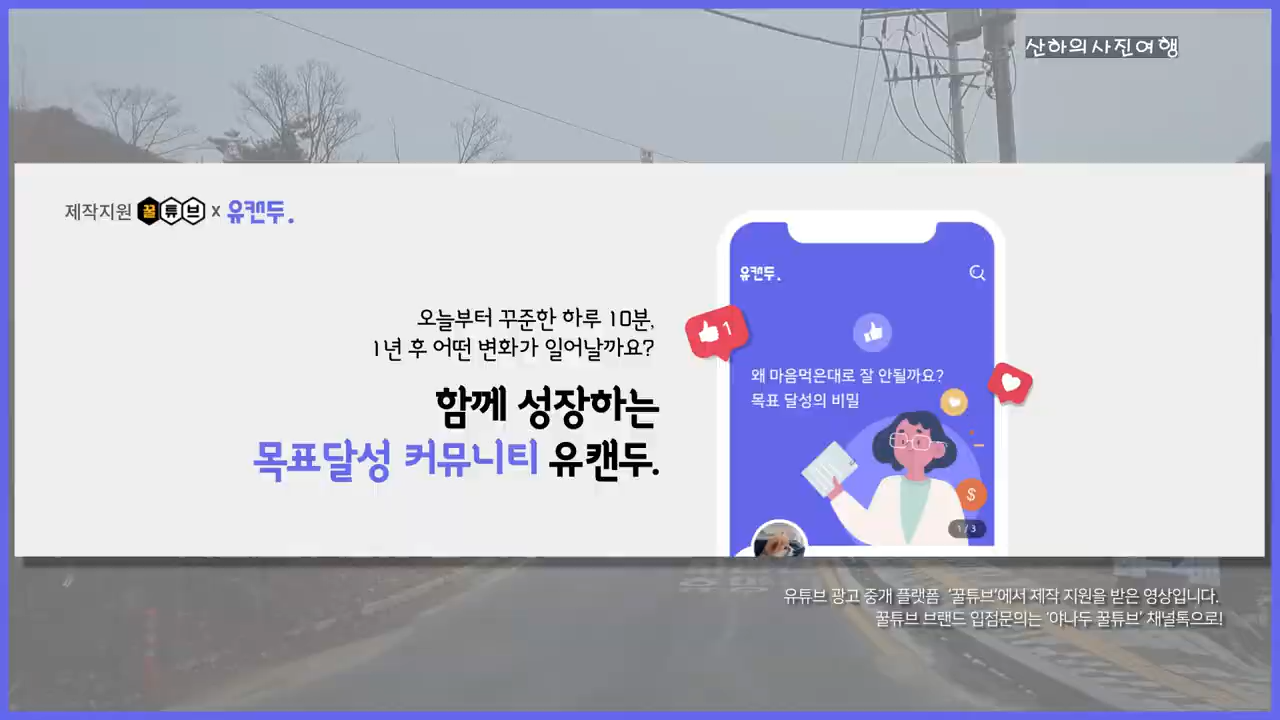 산하의사진여행
제작지원 꿀튜브 x 유캔두.
오늘부터 꾸준한 하루 10분,
1년 후 어떤 변화가 일어날까요?
함께 성장하는
목표달성 커뮤니티 유캔두.
유캔두.
1
왜 마음먹은대로 잘 안될까요?
목표 달성의 비밀
$
1 / 3
유튜브 광고 중개 플랫폼 '꿀튜브'에서 제작 지원을 받은 영상입니다.
꿀튜브 브랜드 입점문의는 '야나두 꿀튜브' 채널톡으로!